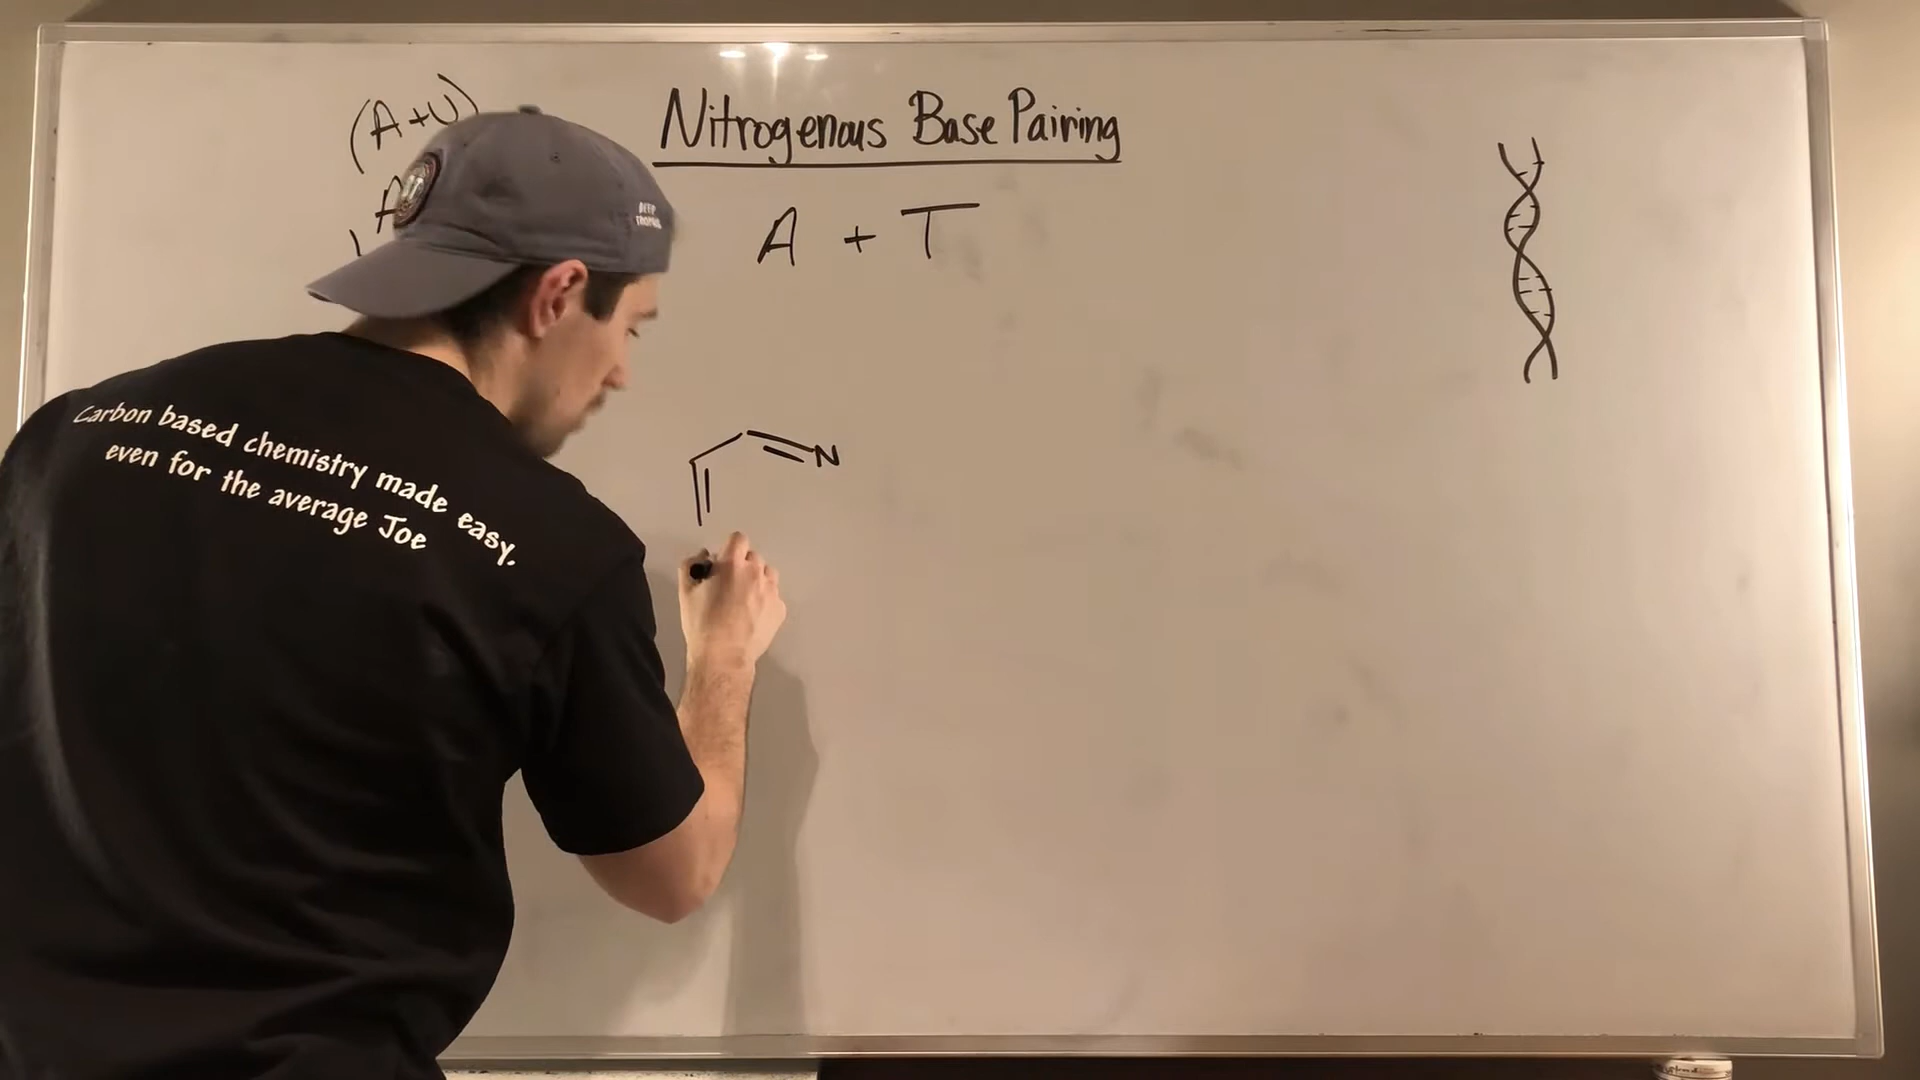 (A+U)
A
Nitrogenous Base Pairing
A + T
N
Carbon based chemistry made easy,
even for the average Joe